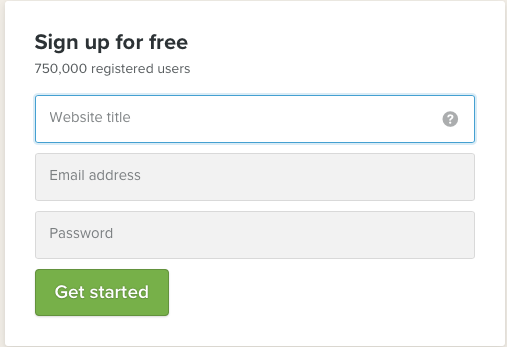 Sign up for free
750,000 registered users
Website title
?
Email address
Password
Get started